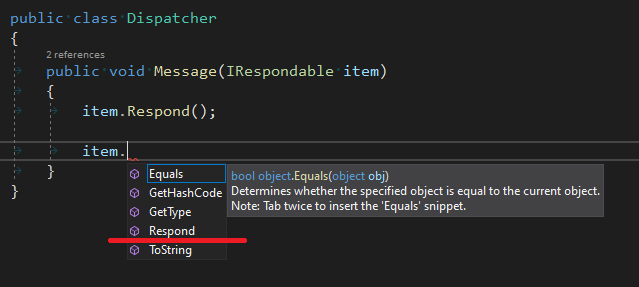 public class Dispatcher
{
2 references
public void Message(IRespondable item)
{
item.Respond();
item.
}
}
Equals
GetHashCode
GetType
Respond
ToString
bool object.Equals(object obj)
Determines whether the specified object is equal to the current object.
Note: Tab twice to insert the 'Equals' snippet.